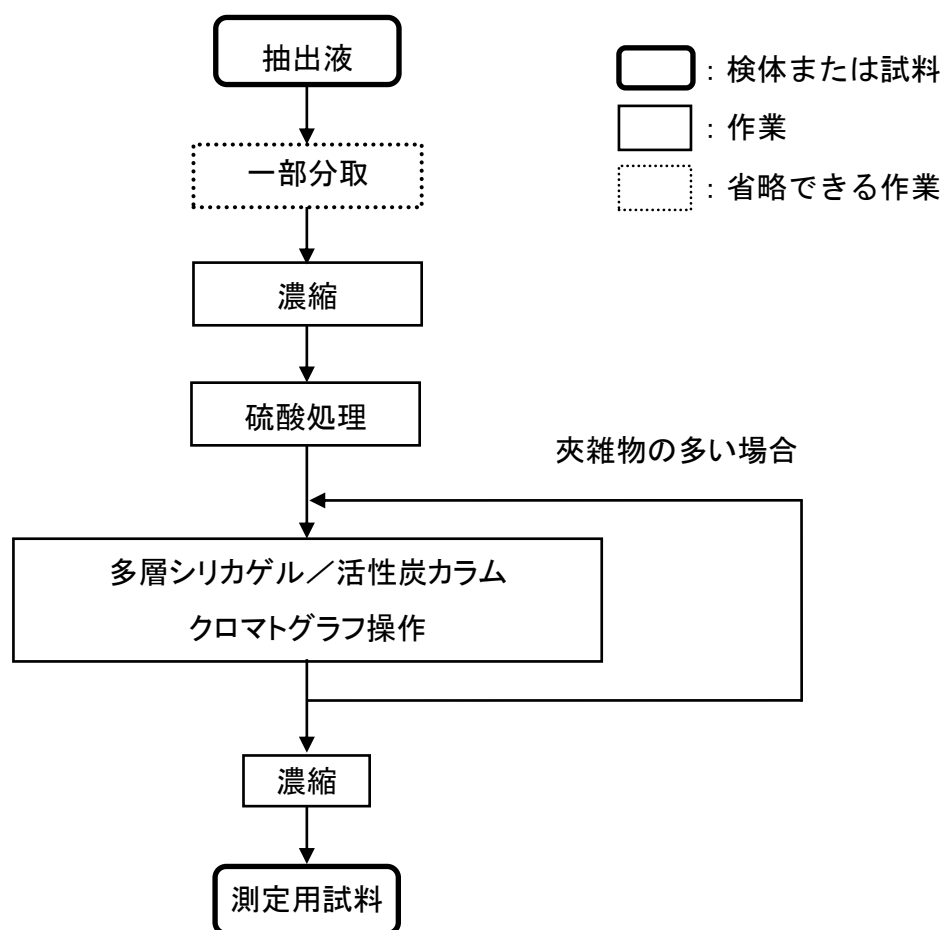 抽出液
：検体または試料
：作業
一部分取
：省略できる作業
濃縮
硫酸処理
夾雑物の多い場合
多層シリカゲル／活性炭カラム
クロマトグラフ操作
濃縮
測定用試料